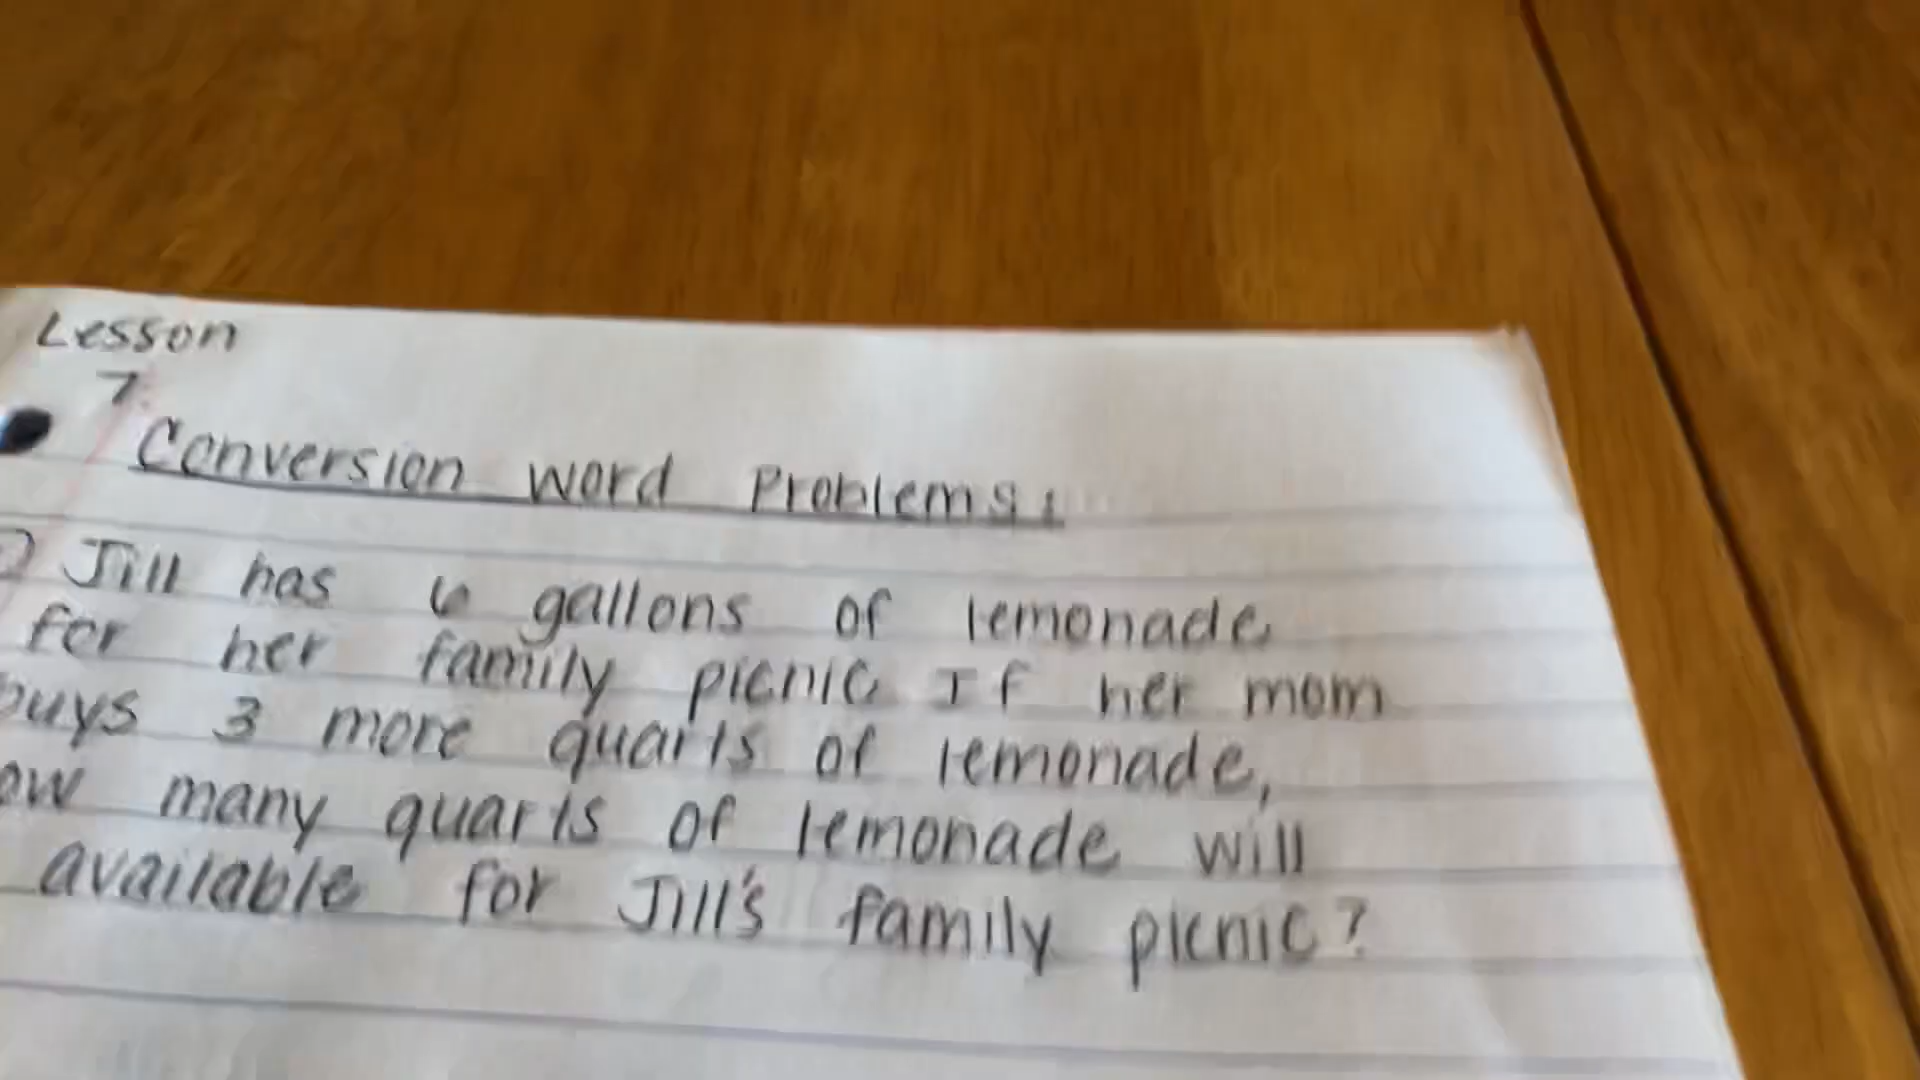 Lesson
7.
Conversion word Problems:
Jill has 6 gallons of lemonade
for her family picnic If her mom
buys 3 more quarts of lemonade,
ow many quarts of lemonade will
available for Jill's family picnic?